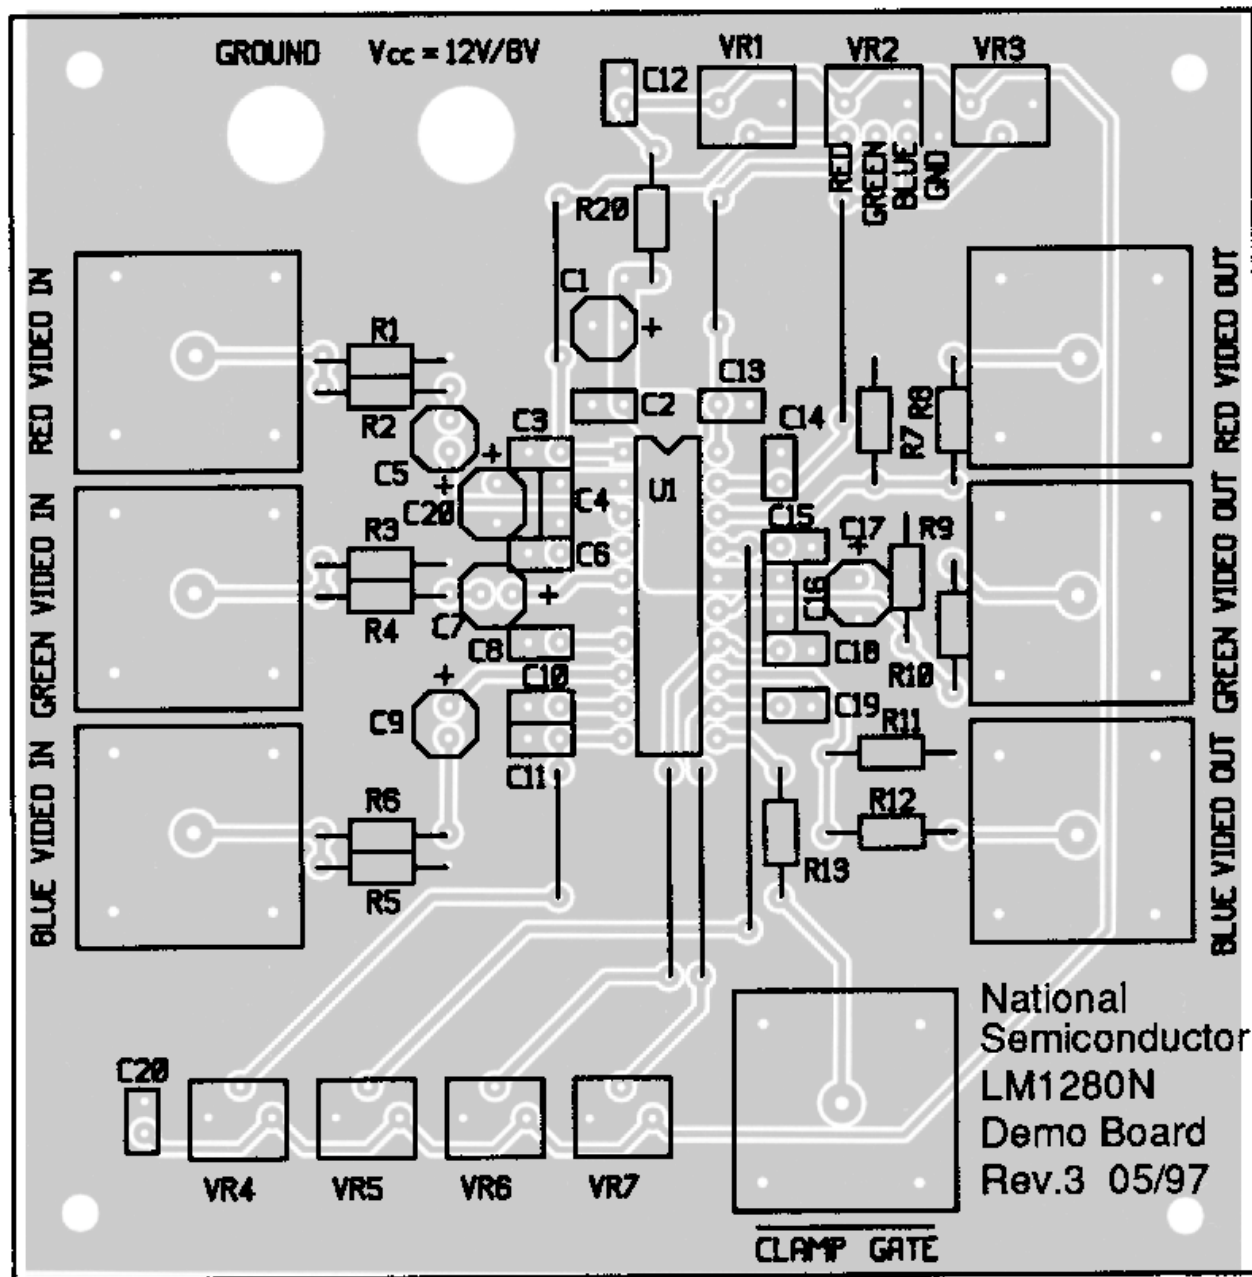 GROUND Vcc = 12V/8V
C12
VR1
VR2
VR3
RED
GREEN
BLUE
GND
R20
C1
+
RED VIDEO IN
RED VIDEO OUT
R1
R2
C5
+
C3
C2
C13
C14
R7
R8
C20
+
C4
U1
C15
C17
+
R9
GREEN VIDEO IN
GREEN VIDEO OUT
R3
R4
C6
C7
+
C8
C16
C18
R10
C10
C9
+
C19
R11
C11
BLUE VIDEO IN
BLUE VIDEO OUT
R6
R5
R12
R13
C20
VR4
VR5
VR6
VR7
National
Semiconductor
LM1280N
Demo Board
Rev.3 05/97
CLAMP GATE